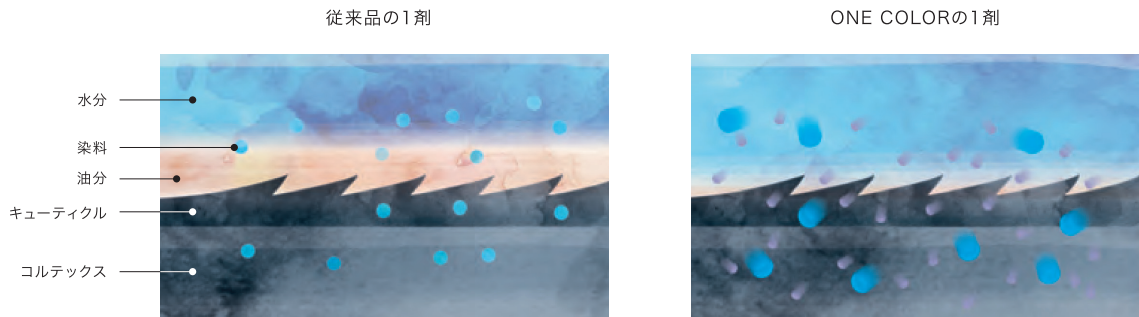 従来品の1剤
ONE COLORの1剤
水分
染料
油分
キューティクル
コルテックス